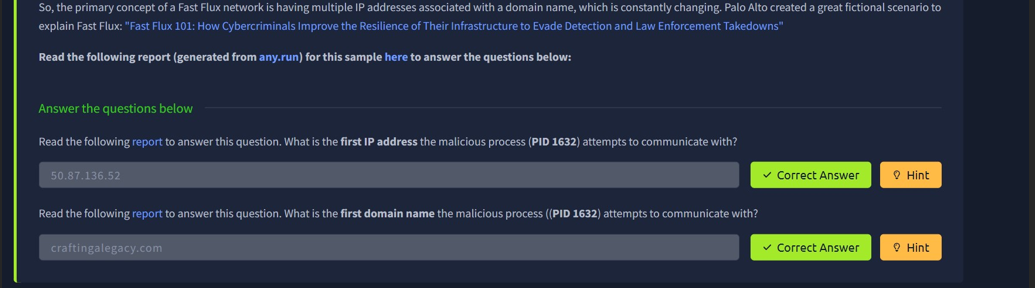 So, the primary concept of a Fast Flux network is having multiple IP addresses associated with a domain name, which is constantly changing. Palo Alto created a great fictional scenario to
explain Fast Flux: "Fast Flux 101: How Cybercriminals Improve the Resilience of Their Infrastructure to Evade Detection and Law Enforcement Takedowns"
Read the following report (generated from any.run) for this sample here to answer the questions below:
Answer the questions below
Read the following report to answer this question. What is the first IP address the malicious process (PID 1632) attempts to communicate with?
50.87.136.52 Correct Answer Hint
Read the following report to answer this question. What is the first domain name the malicious process ((PID 1632) attempts to communicate with?
craftingalegacy.com Correct Answer Hint